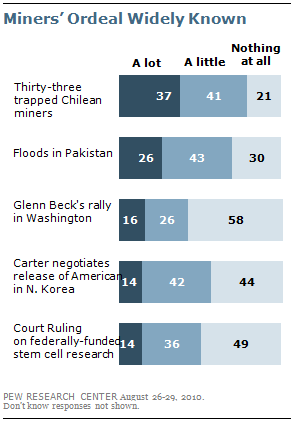 Miners' Ordeal Widely Known
A lot A little Nothing at all
Thirty-three
trapped Chilean
miners
37 41 21
Floods in Pakistan
26 43 30
Glenn Beck's rally
in Washington
16 26 58
Carter negotiates
release of American
in N. Korea
14 42 44
Court Ruling
on federally-funded
stem cell research
14 36 49
PEW RESEARCH CENTER August 26-29, 2010.
Don't know responses not shown.